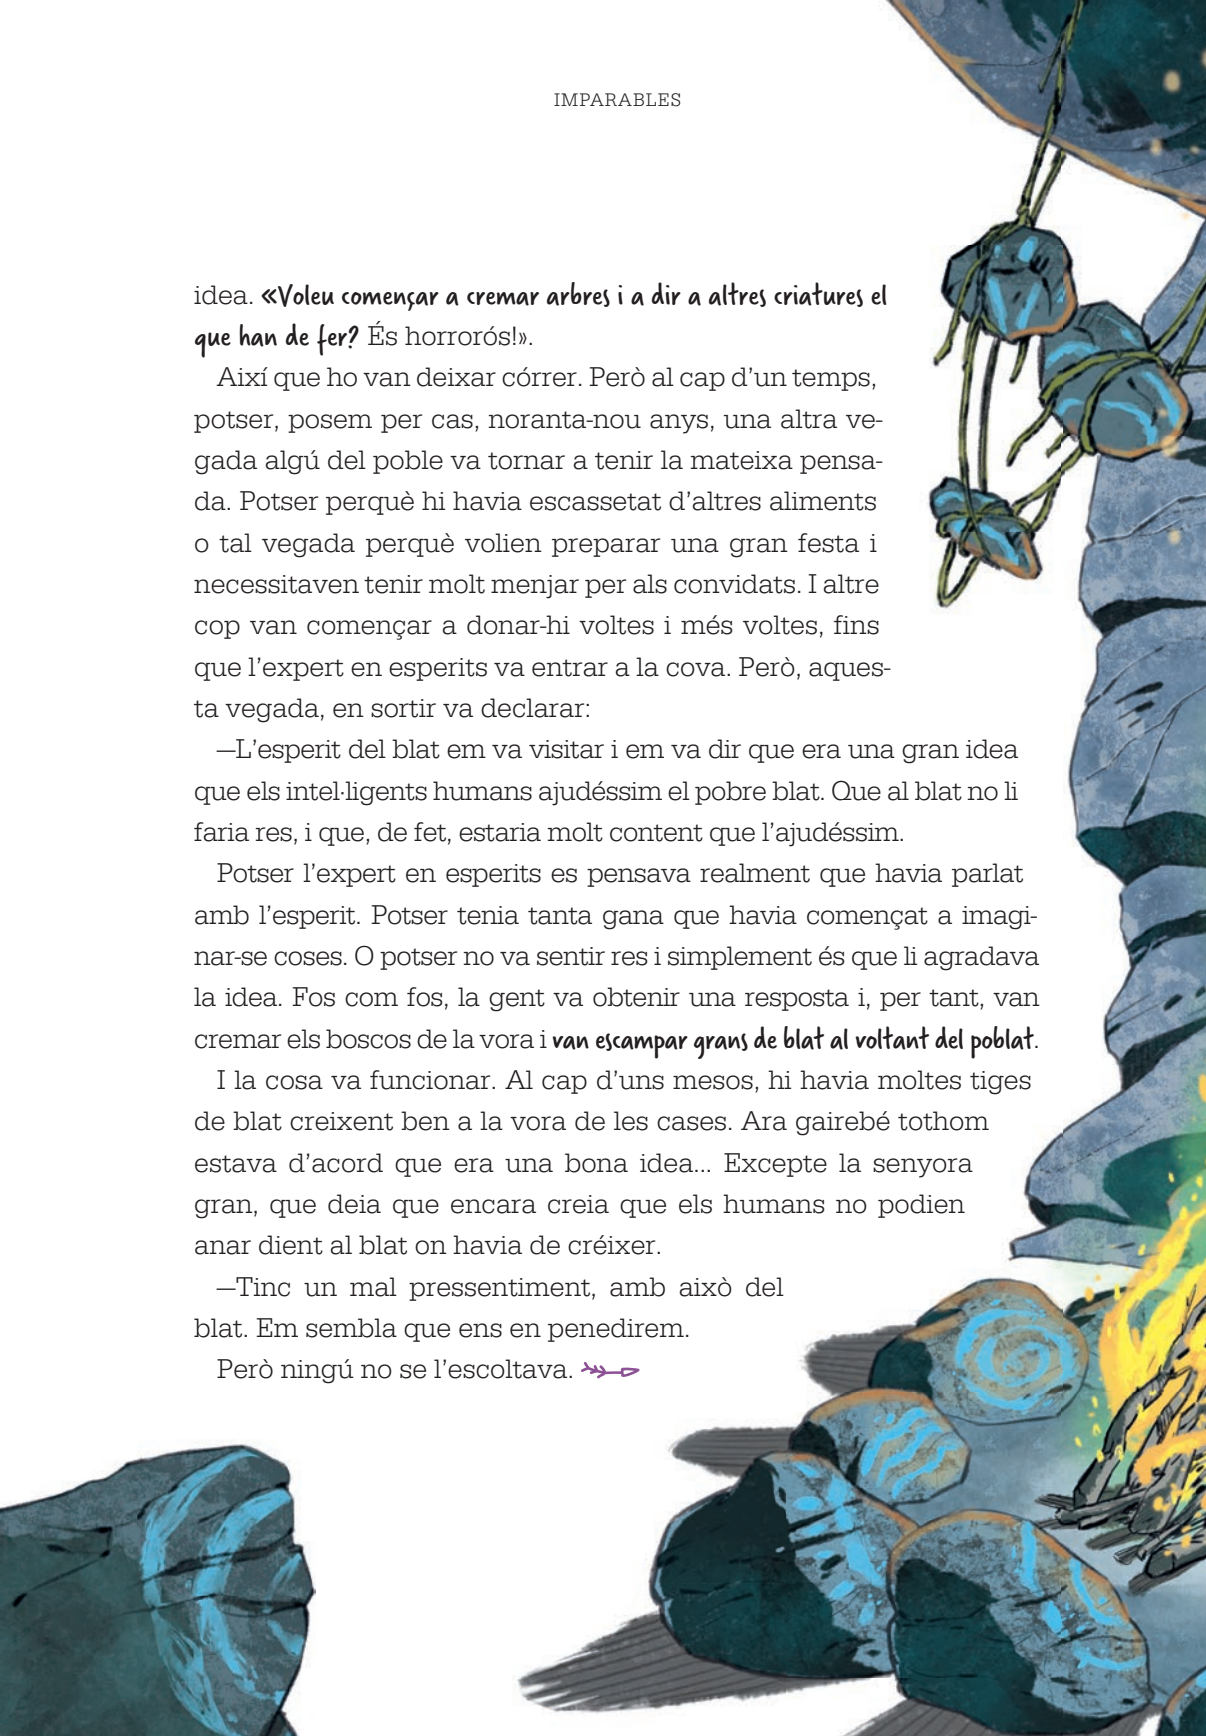 IMPARABLES
idea. «Voleu començar a cremar arbres i a dir a altres criatures el
que han de fer? És horrorós!».
Així que ho van deixar córrer. Però al cap d’un temps,
potser, posem per cas, noranta-nou anys, una altra ve-
gada algú del poble va tornar a tenir la mateixa pensa-
da. Potser perquè hi havia escassetat d’altres aliments
o tal vegada perquè volien preparar una gran festa i
necessitaven tenir molt menjar per als convidats. I altre
cop van començar a donar-hi voltes i més voltes, fins
que l’expert en esperits va entrar a la cova. Però, aques-
ta vegada, en sortir va declarar:
—L’esperit del blat em va visitar i em va dir que era una gran idea
que els intel·ligents humans ajudéssim el pobre blat. Que al blat no li
faria res, i que, de fet, estaria molt content que l’ajudéssim.
Potser l’expert en esperits es pensava realment que havia parlat
amb l’esperit. Potser tenia tanta gana que havia començat a imagi-
nar-se coses. O potser no va sentir res i simplement és que li agradava
la idea. Fos com fos, la gent va obtenir una resposta i, per tant, van
cremar els boscos de la vora i van escampar grans de blat al voltant del poblat.
I la cosa va funcionar. Al cap d’uns mesos, hi havia moltes tiges
de blat creixent ben a la vora de les cases. Ara gairebé tothom
estava d’acord que era una bona idea... Excepte la senyora
gran, que deia que encara creia que els humans no podien
anar dient al blat on havia de créixer.
—Tinc un mal pressentiment, amb això del
blat. Em sembla que ens en penedirem.
Però ningú no se l’escoltava.